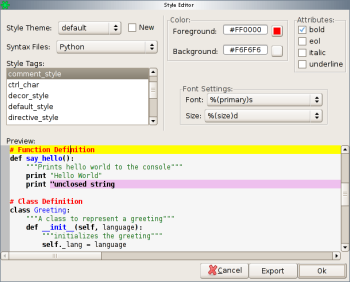 Style Editor
Style Theme: default New
Syntax Files: Python
Style Tags:
comment_style
ctrl_char
decor_style
default_style
directive_style
Color:
Foreground: #FF0000
Background: #F6F6F6
Attributes:
bold
eol
italic
underline
Font Settings:
Font: %(primary)s
Size: %(size)d
Preview:
# Function Definition
def say_hello():
"""Prints hello world to the console"""
print "Hello World"
print "unclosed string
# Class Definition
class Greeting:
"""A class to represent a greeting"""
def __init__(self, language):
"""initializes the greeting"""
self._lang = language
Cancel Export Ok